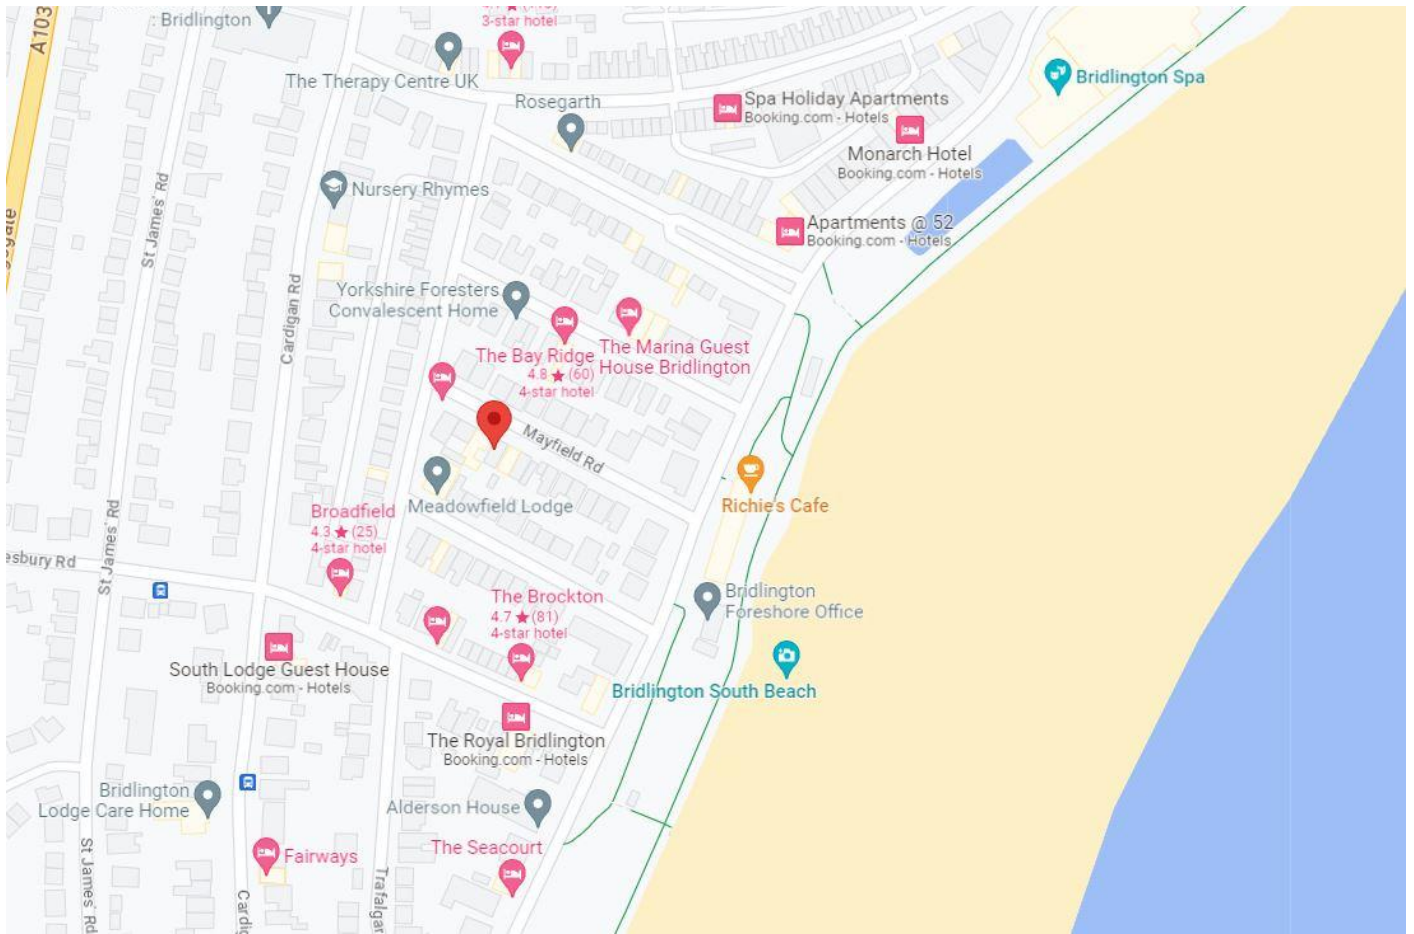 : Bridlington
A103
3-star hotel
The Therapy Centre UK
Bridlington Spa
Rosegarth
Spa Holiday Apartments
Booking.com - Hotels
Monarch Hotel
Booking.com - Hotels
Nursery Rhymes
St James' Rd
Apartments @ 52
Booking.com - Hotels
Cardigan Rd
Yorkshire Foresters
Convalescent Home
The Bay Ridge
4.8 ★ (60)
4-star hotel
The Marina Guest
House Bridlington
Mayfield Rd
Meadowfield Lodge
Richie's Cafe
Broadfield
4.3 ★ (25)
4-star hotel
esbury Rd
St James' Rd
The Brockton
4.7 ★ (81)
4-star hotel
Bridlington
Foreshore Office
South Lodge Guest House
Booking.com - Hotels
Bridlington South Beach
The Royal Bridlington
Booking.com - Hotels
Bridlington
Lodge Care Home
Alderson House
The Seacourt
Fairways
St James' Rd
Cardig
Trafalgar